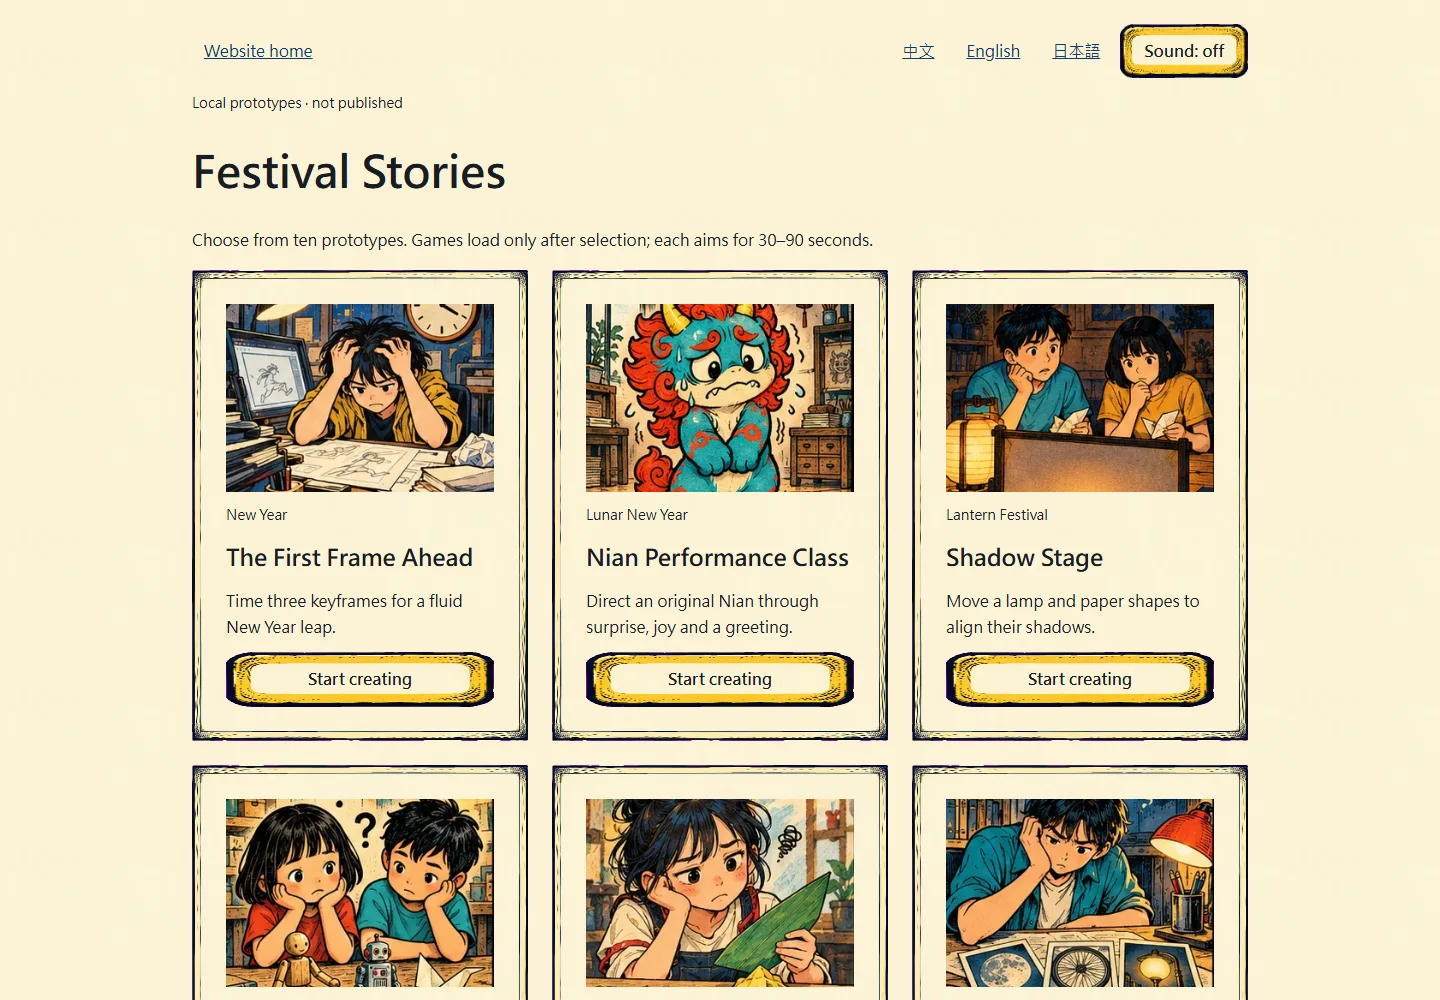 Website home
中文
English
日本語
Sound: off
Local prototypes · not published
Festival Stories
Choose from ten prototypes. Games load only after selection; each aims for 30–90 seconds.
New Year
The First Frame Ahead
Time three keyframes for a fluid
New Year leap.
Start creating
Lunar New Year
Nian Performance Class
Direct an original Nian through
surprise, joy and a greeting.
Start creating
Lantern Festival
Shadow Stage
Move a lamp and paper shapes to
align their shadows.
Start creating
?